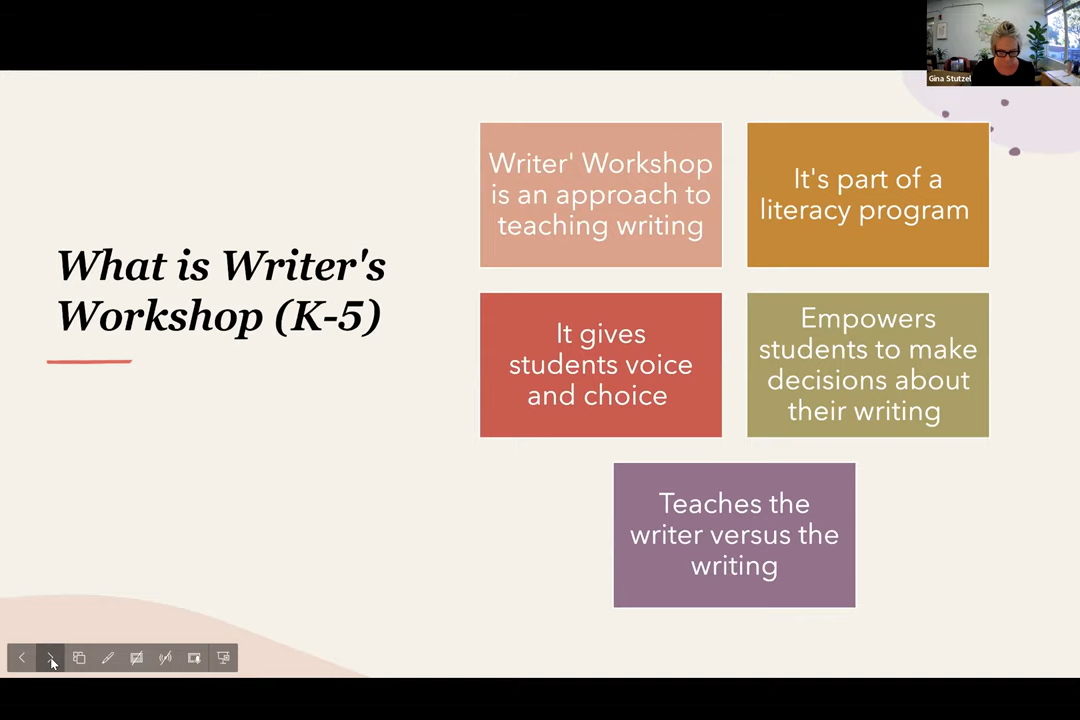 Gina Stutzel
What is Writer's
Workshop (K-5)
Writer' Workshop
is an approach to
teaching writing
It's part of a
literacy program
It gives
students voice
and choice
Empowers
students to make
decisions about
their writing
Teaches the
writer versus the
writing